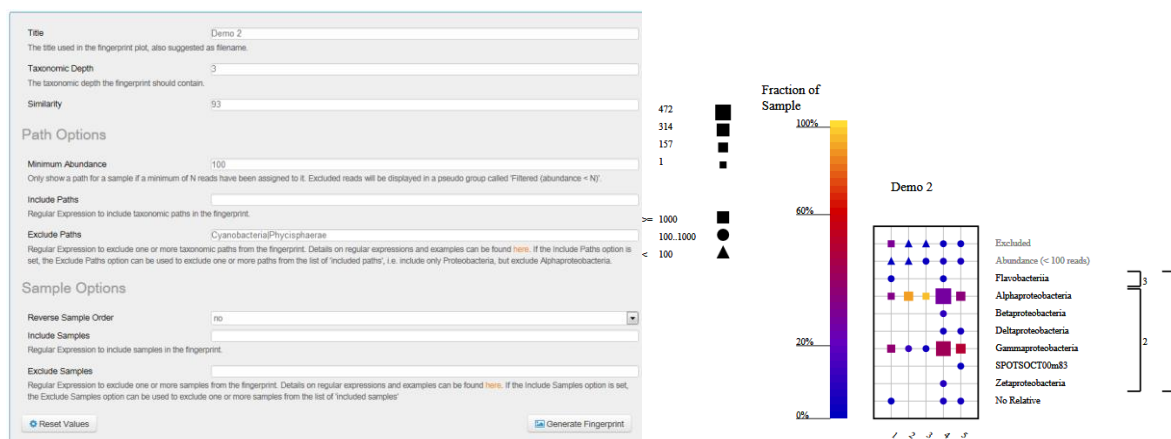 Title
Demo 2
The title used in the fingerprint plot, also suggested as filename.
Taxonomic Depth
3
The taxonomic depth the fingerprint should contain.
Similarity
93
Path Options
Minimum Abundance
100
Only show a path for a sample if a minimum of N reads have been assigned to it. Excluded reads will be displayed in a pseudo group called 'Filtered (abundance < N)'.
Include Paths
Regular Expression to include taxonomic paths in the fingerprint.
Exclude Paths
Cyanobacteria|Phycisphaerae
Regular Expression to exclude one or more taxonomic paths from the fingerprint. Details on regular expressions and examples can be found here. If the Include Paths option is
set, the Exclude Paths option can be used to exclude one or more paths from the list of 'included paths', i.e. include only Proteobacteria, but exclude Alphaproteobacteria.
Sample Options
Reverse Sample Order
no
Include Samples
Regular Expression to include samples in the fingerprint.
Exclude Samples
Regular Expression to exclude one or more samples from the fingerprint. Details on regular expressions and examples can be found here. If the Include Samples option is set,
the Exclude Samples option can be used to exclude one or more samples from the list of 'included samples'
Reset Values
Generate Fingerprint
472
314
157
1
>= 1000
100..1000
< 100
Fraction of
Sample
100%
60%
20%
0%
Demo 2
Excluded
Abundance (< 100 reads)
Flavobacteriia
Alphaproteobacteria
Betaproteobacteria
Deltaproteobacteria
Gammaproteobacteria
SPOTSOCT00m83
Zetaproteobacteria
No Relative
3
2
1 2 3 4 5